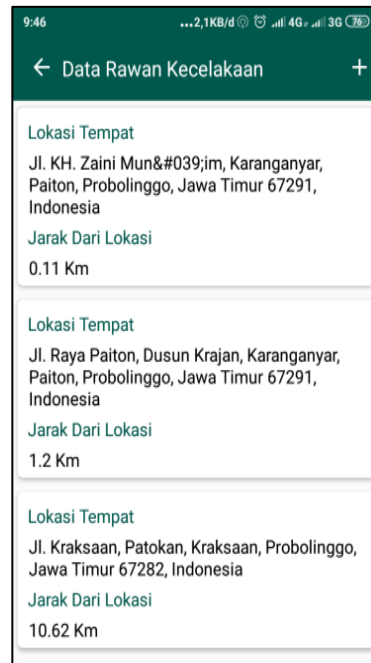 9:46 ...2,1KB/d 4G 3G 76
← Data Rawan Kecelakaan +
Lokasi Tempat
Jl. KH. Zaini Mun&#039;im, Karanganyar,
Paiton, Probolinggo, Jawa Timur 67291,
Indonesia
Jarak Dari Lokasi
0.11 Km
Lokasi Tempat
Jl. Raya Paiton, Dusun Krajan, Karanganyar,
Paiton, Probolinggo, Jawa Timur 67291,
Indonesia
Jarak Dari Lokasi
1.2 Km
Lokasi Tempat
Jl. Kraksaan, Patokan, Kraksaan, Probolinggo,
Jawa Timur 67282, Indonesia
Jarak Dari Lokasi
10.62 Km